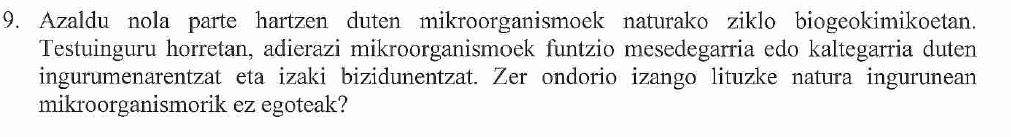 9. Azaldu nola parte hartzen duten mikroorganismoek naturako ziklo biogeokimikoetan.
Testuinguru horretan, adierazi mikroorganismoek funtzio mesedegarria edo kaltegarria duten
ingurumenarentzat eta izaki bizidunentzat. Zer ondorio izango lituzke natura ingurunean
mikroorganismorik ez egoteak?